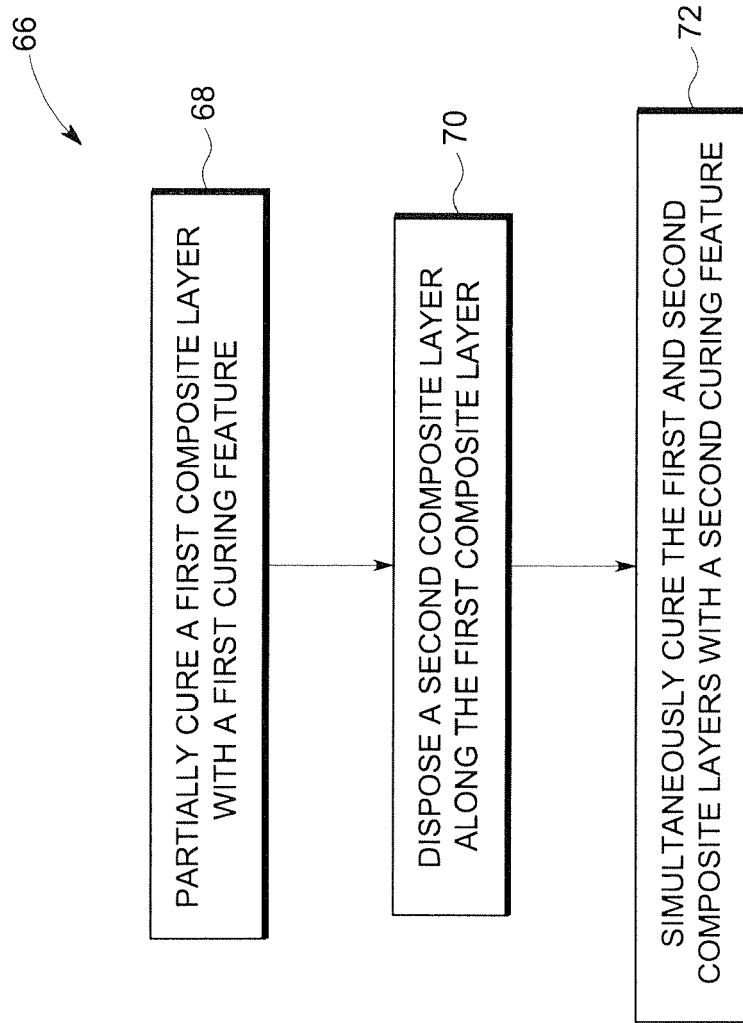 66
PARTIALLY CURE A FIRST COMPOSITE LAYER
WITH A FIRST CURING FEATURE
68
DISPOSE A SECOND COMPOSITE LAYER
ALONG THE FIRST COMPOSITE LAYER
70
SIMULTANEOUSLY CURE THE FIRST AND SECOND
COMPOSITE LAYERS WITH A SECOND CURING FEATURE
72